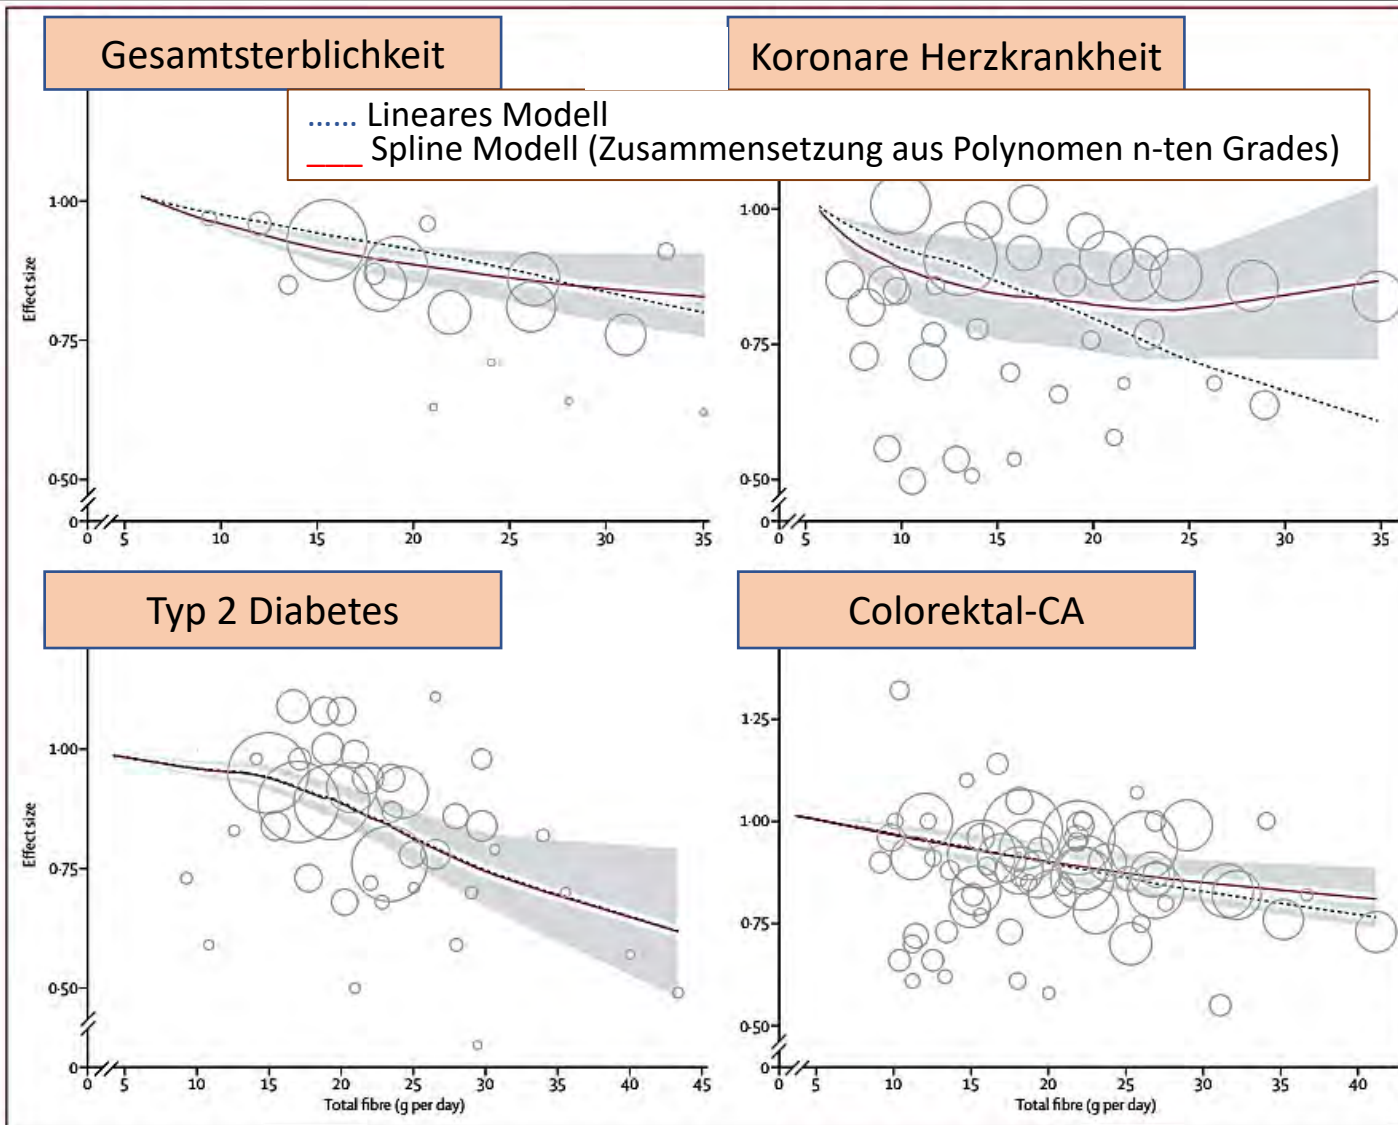 Gesamtsterblichkeit
Koronare Herzkrankheit
...... Lineares Modell
___ Spline Modell (Zusammensetzung aus Polynomen n-ten Grades)
Effect size
1·00
0·75
0·50
0
0 5 10 15 20 25 30 35
1·00
0·75
0·50
0
0 5 10 15 20 25 30 35
Typ 2 Diabetes
Colorektal-CA
Effect size
1·00
0·75
0·50
0
0 5 10 15 20 25 30 35 40 45
Total fibre (g per day)
1·25
1·00
0·75
0·50
0
0 5 10 15 20 25 30 35 40
Total fibre (g per day)